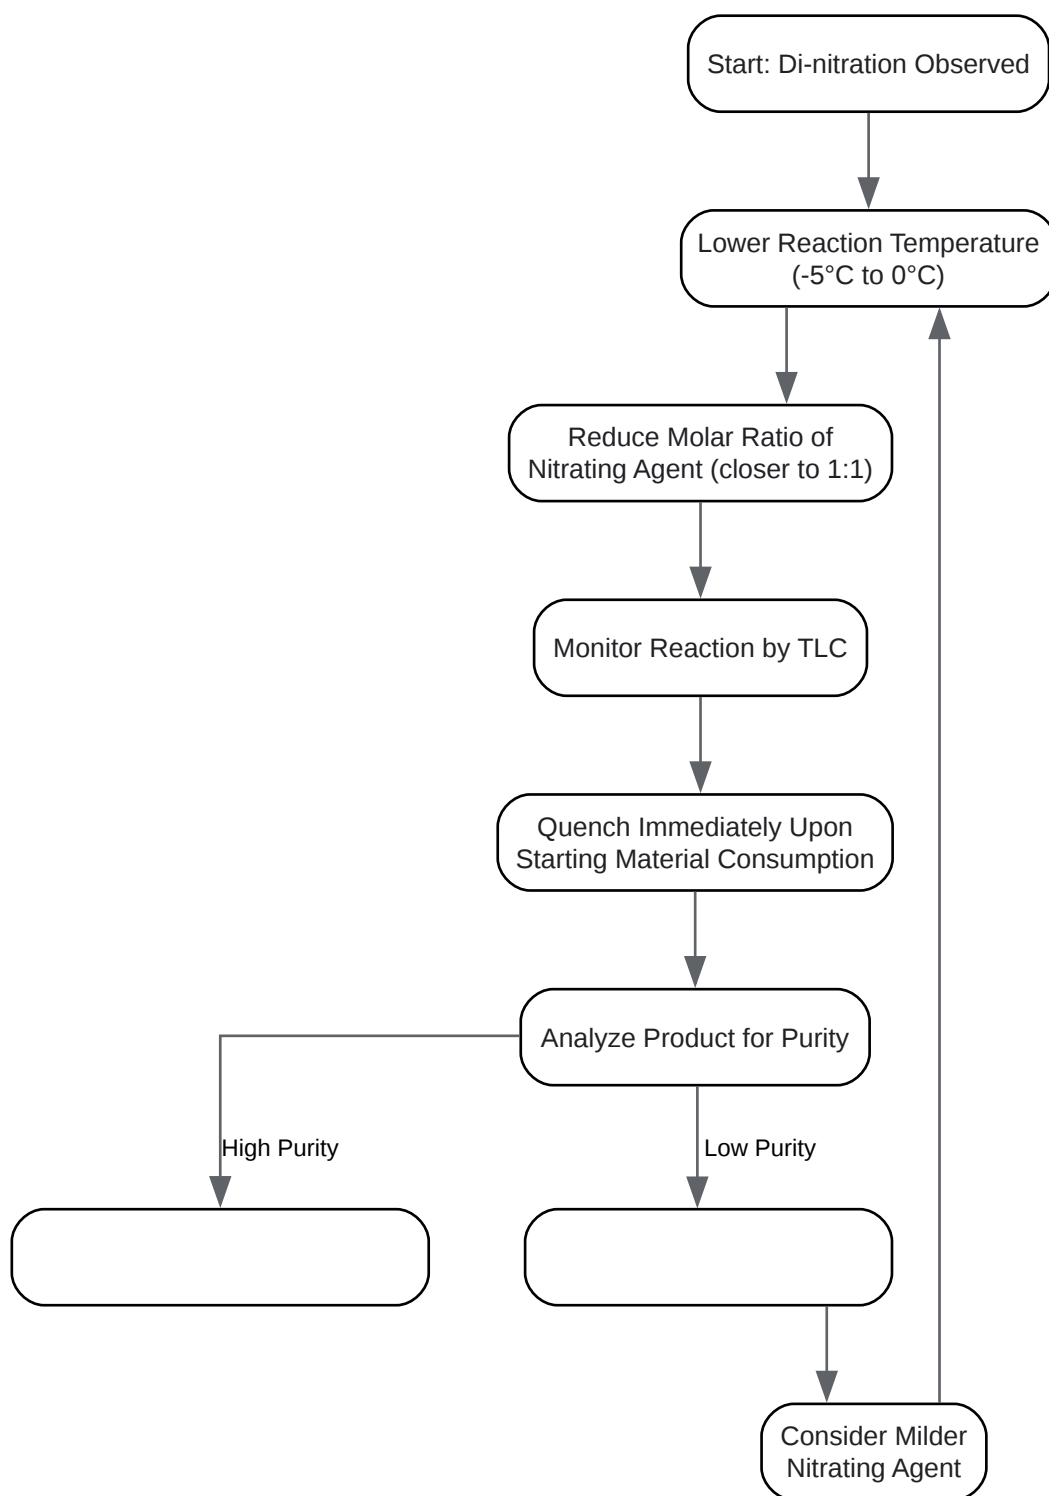 Start: Di-nitration Observed
Lower Reaction Temperature
(-5°C to 0°C)
Reduce Molar Ratio of
Nitrating Agent (closer to 1:1)
Monitor Reaction by TLC
Quench Immediately Upon
Starting Material Consumption
Analyze Product for Purity
High Purity
Low Purity
Consider Milder
Nitrating Agent